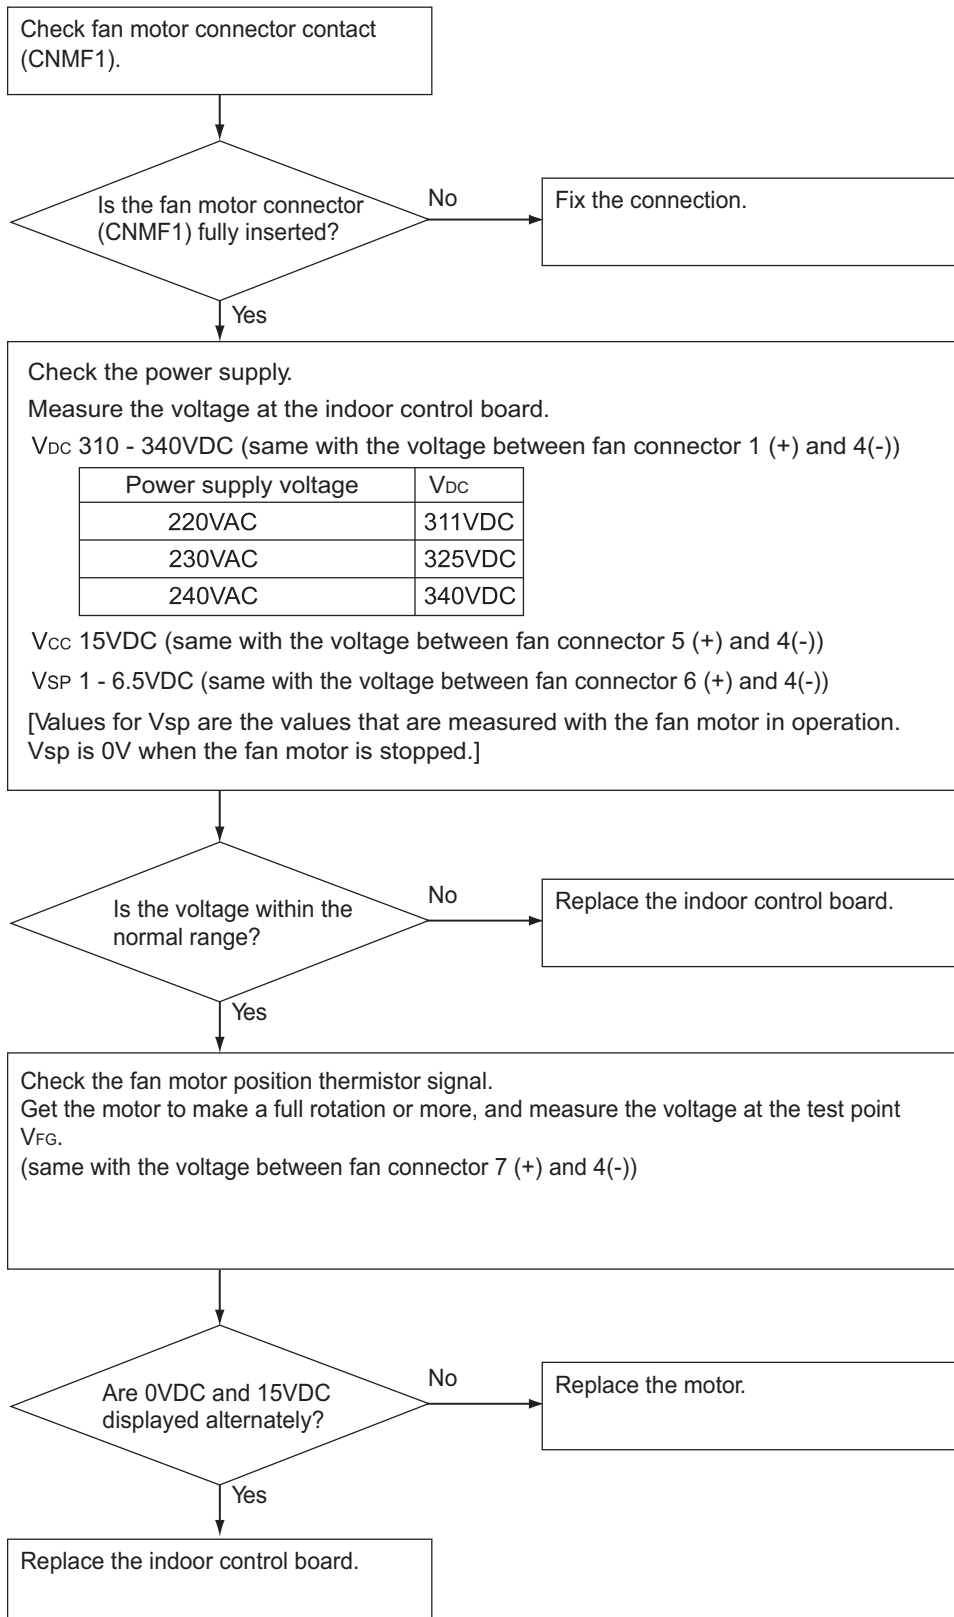 Check fan motor connector contact
(CNMF1).
Is the fan motor connector
(CNMF1) fully inserted?
No
Fix the connection.
Yes
Check the power supply.
Measure the voltage at the indoor control board.
VDC 310 - 340VDC (same with the voltage between fan connector 1 (+) and 4(-))
Power supply voltage VDC
220VAC 311VDC
230VAC 325VDC
240VAC 340VDC
VCC 15VDC (same with the voltage between fan connector 5 (+) and 4(-))
VSP 1 - 6.5VDC (same with the voltage between fan connector 6 (+) and 4(-))
[Values for Vsp are the values that are measured with the fan motor in operation.
Vsp is 0V when the fan motor is stopped.]
Is the voltage within the
normal range?
No
Replace the indoor control board.
Yes
Check the fan motor position thermistor signal.
Get the motor to make a full rotation or more, and measure the voltage at the test point
VFG.
(same with the voltage between fan connector 7 (+) and 4(-))
Are 0VDC and 15VDC
displayed alternately?
No
Replace the motor.
Yes
Replace the indoor control board.